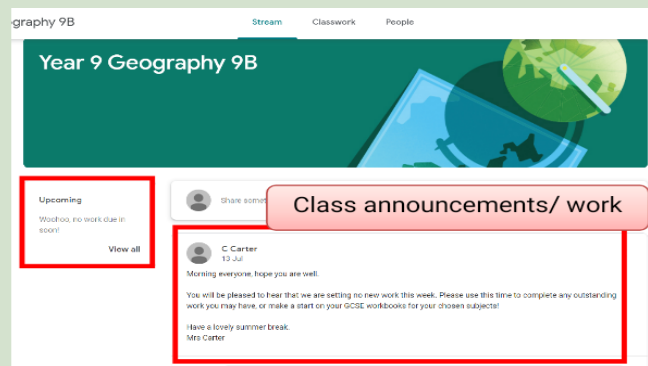 graphy 9B
Stream Classwork People
Year 9 Geography 9B
Upcoming
Woohoo, no work due in
soon!
View all
Share somet
Class announcements/ work
C Carter
13 Jul
Morning everyone, hope you are well.
You will be pleased to hear that we are setting no new work this week. Please use this time to complete any outstanding
work you may have, or make a start on your GCSE workbooks for your chosen subjects!
Have a lovely summer break.
Mrs Carter